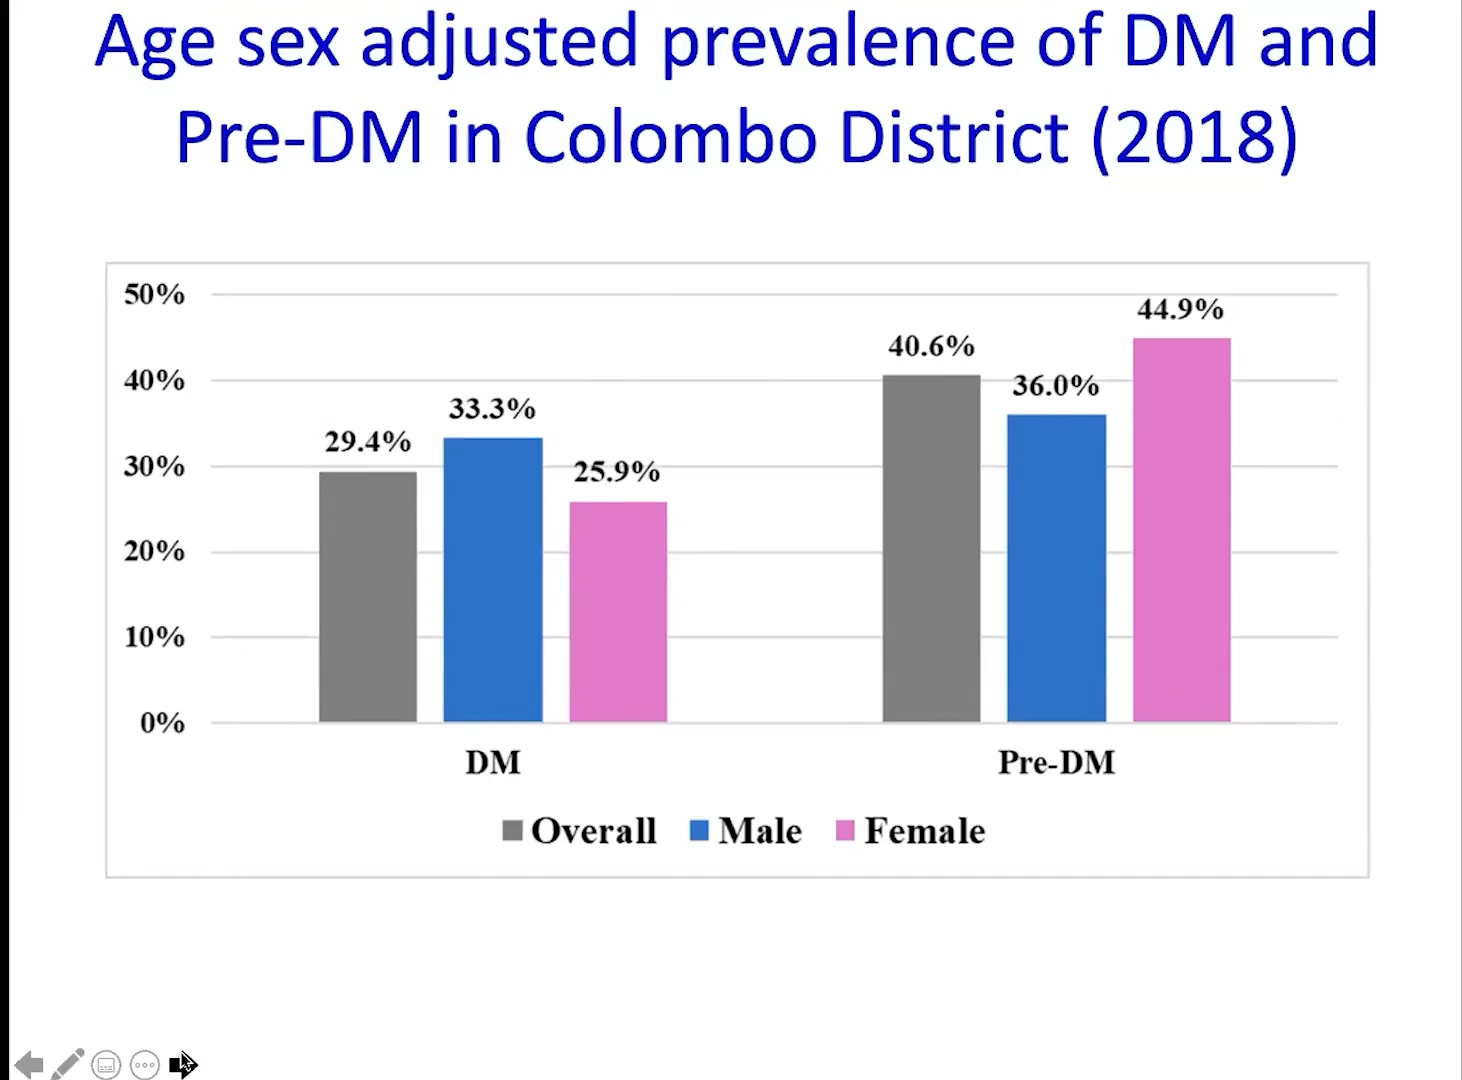 Age sex adjusted prevalence of DM and
Pre-DM in Colombo District (2018)
50%
40%
30%
20%
10%
0%
29.4%
33.3%
25.9%
40.6%
36.0%
44.9%
DM
Pre-DM
Overall Male Female